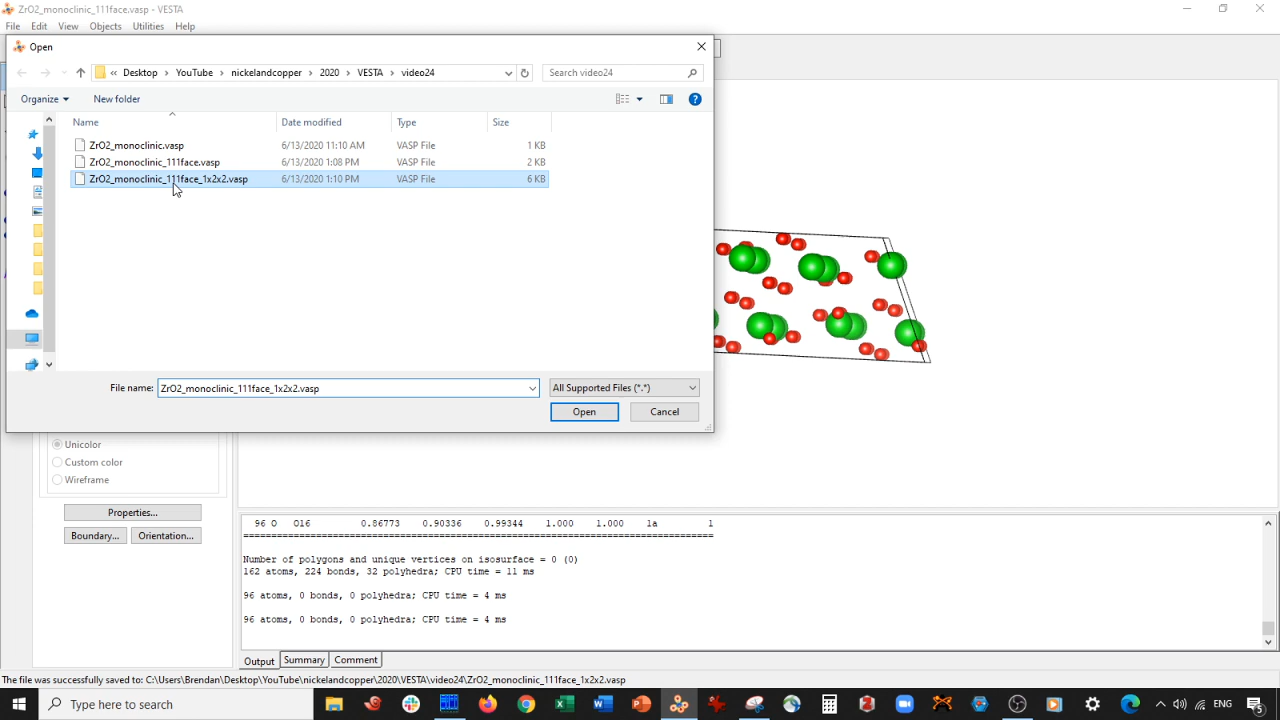 ZrO2_monoclinic_111face.vasp - VESTA
File Edit View Objects Utilities Help
Open
« Desktop › YouTube › nickelandcopper › 2020 › VESTA › video24
Search video24
Organize New folder
Name Date modified Type Size
ZrO2_monoclinic.vasp 6/13/2020 11:10 AM VASP File 1 KB
ZrO2_monoclinic_111face.vasp 6/13/2020 1:08 PM VASP File 2 KB
ZrO2_monoclinic_111face_1x2x2.vasp 6/13/2020 1:10 PM VASP File 6 KB
File name: ZrO2_monoclinic_111face_1x2x2.vasp All Supported Files (*.*)
Open Cancel
Unicolor
Custom color
Wireframe
Properties...
Boundary... Orientation...
96 O O16 0.86773 0.90336 0.99344 1.000 1.000 1a 1
================================================================================
Number of polygons and unique vertices on isosurface = 0 (0)
162 atoms, 224 bonds, 32 polyhedra; CPU time = 11 ms
96 atoms, 0 bonds, 0 polyhedra; CPU time = 4 ms
96 atoms, 0 bonds, 0 polyhedra; CPU time = 4 ms
Output Summary Comment
The file was successfully saved to: C:\Users\Brendan\Desktop\YouTube\nickelandcopper\2020\VESTA\video24\ZrO2_monoclinic_111face_1x2x2.vasp
Type here to search
ENG